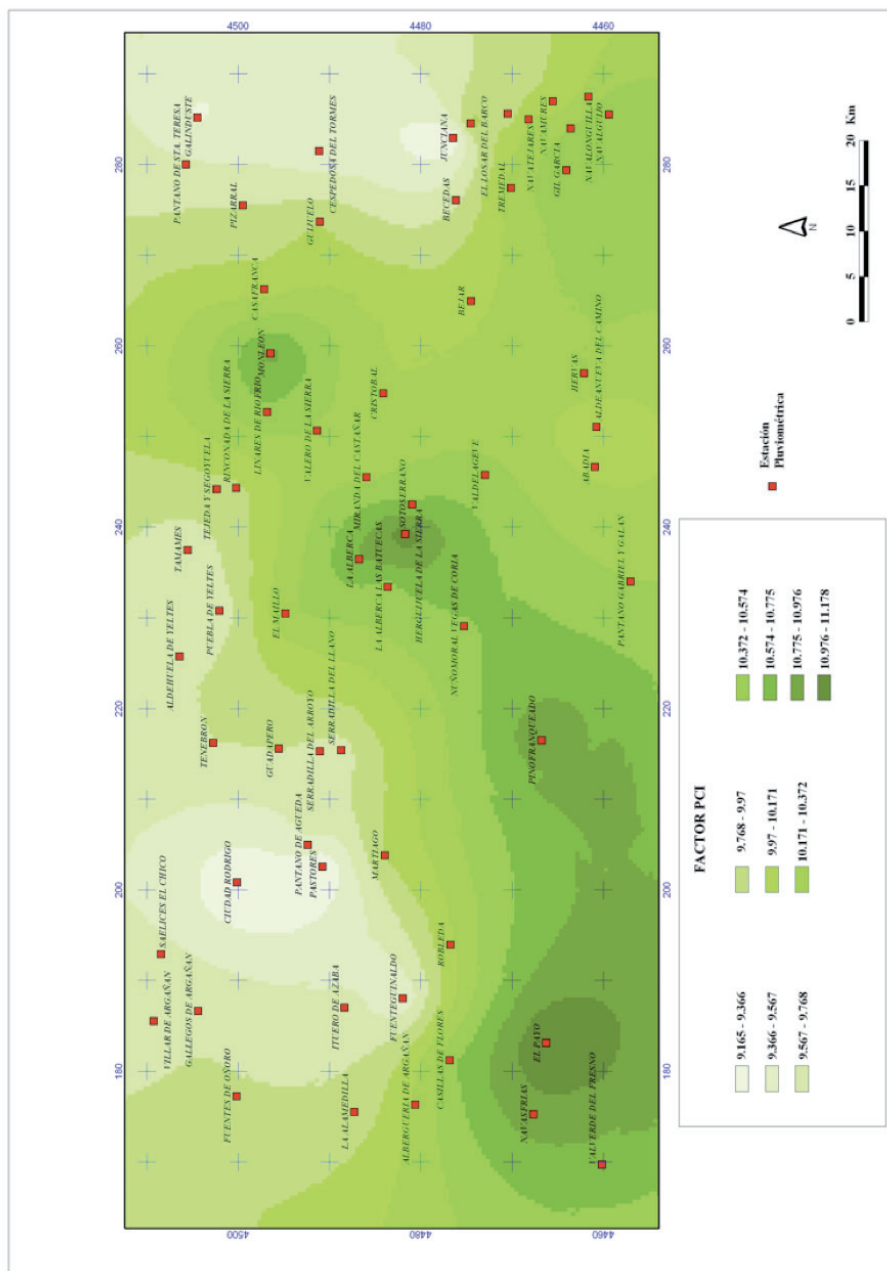 4500
4480
4460
280
260
240
220
200
180
4500
4480
4460
PANTANO DE STA. TERESA
GALINDUSTE
PIZARRAL
GUIJUELO
CESPEDOSA DEL TORMES
JUNCIANA
BECEDAS
EL LOSAR DEL BARCO
TREMEDAL
NAVATEJARES
NAVAMURES
GIL GARCIA
NAVALONGUILLA
NAVALGUIJO
CASAFRANCA
MONLEON
LINARES DE RIOFRIO
RINCONADA DE LA SIERRA
TEJEDA Y SEGOYUELA
VALERO DE LA SIERRA
CRISTOBAL
BEJAR
HERVAS
ALDEANUEVA DEL CAMINO
ABADIA
VALDELAGEVE
MIRANDA DEL CASTAÑAR
SOTOSERRANO
HERGUIJUELA DE LA SIERRA
LA ALBERCA
LA ALBERCA LAS BATUECAS
NUÑOMORAL VEGAS DE CORIA
PANTANO GABRIEL Y GALAN
TAMAMES
PUEBLA DE YELTES
ALDEHUELA DE YELTES
EL MAILLO
TENEBRON
GUADAPERO
SERRADILLA DEL ARROYO
SERRADILLA DEL LLANO
PINOFRANQUEADO
PANTANO DE AGUEDA
PASTORES
MARTIAGO
CIUDAD RODRIGO
SAELICES EL CHICO
VILLAR DE ARGAÑAN
GALLEGOS DE ARGAÑAN
FUENTES DE OÑORO
ITUERO DE AZABA
FUENTEGUINALDO
ROBLEDA
LA ALAMEDILLA
ALBERGUERIA DE ARGAÑAN
CASILLAS DE FLORES
EL PAYO
NAVASFRIAS
VALVERDE DEL FRESNO
FACTOR PCI
9.165 - 9.366
9.366 - 9.567
9.567 - 9.768
9.768 - 9.97
9.97 - 10.171
10.171 - 10.372
10.372 - 10.574
10.574 - 10.775
10.775 - 10.976
10.976 - 11.178
Estación
Pluviométrica
N
0 5 10 15 20 Km